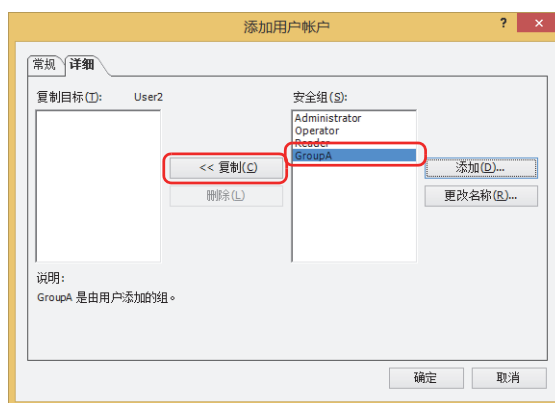 添加用户帐户
? ×
常规 详细
复制目标(T): User2
安全组(S):
Administrator
Operator
Reader
GroupA
<< 复制(C)
添加(D)...
删除(L)
更改名称(R)...
说明:
GroupA 是由用户添加的组。
确定 取消